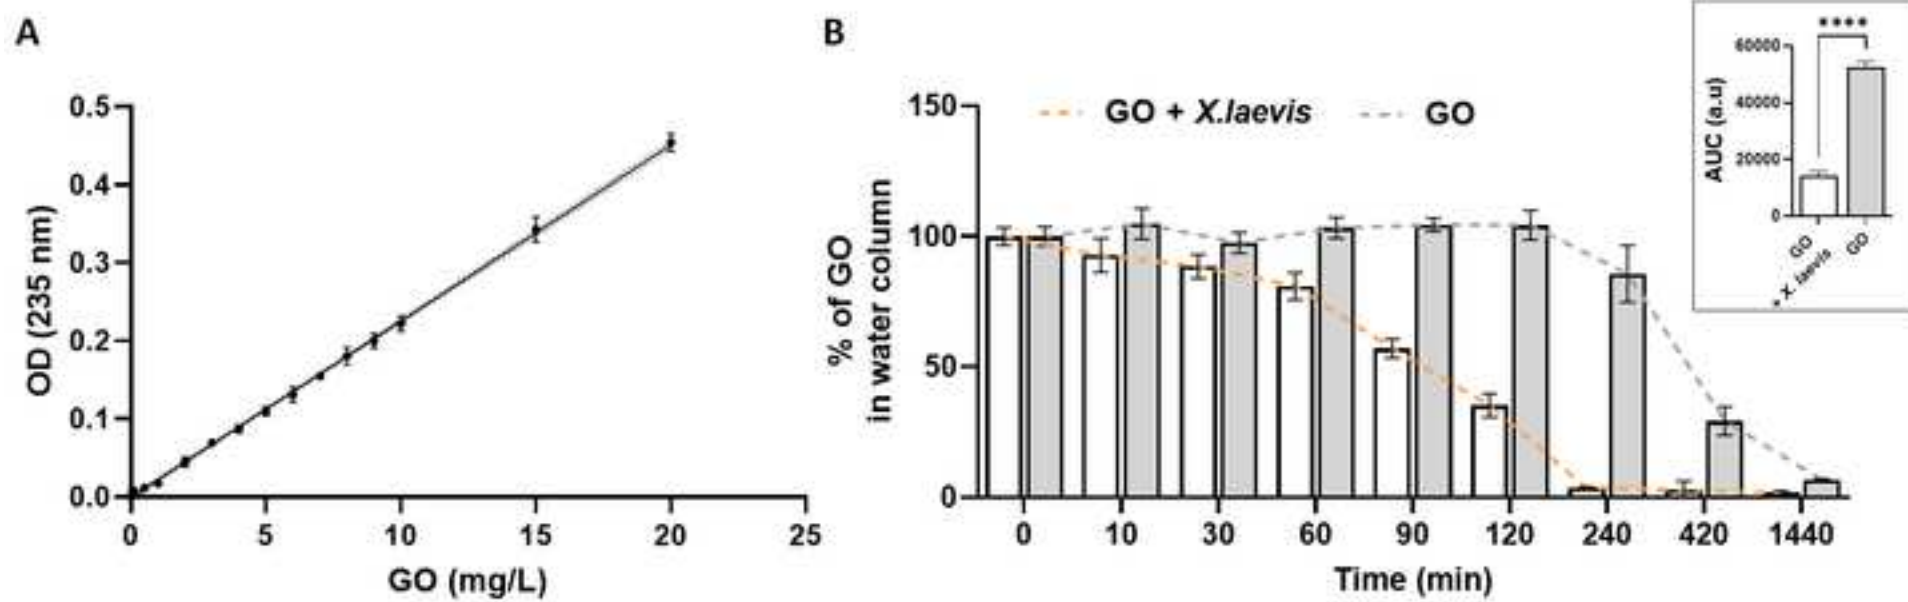 A
0.5
0.4
0.3
0.2
0.1
0.0
OD (235 nm)
0 5 10 15 20 25
GO (mg/L)
B
GO + X.laevis GO
150
100
50
0
% of GO
in water column
0 10 30 60 90 120 240 420 1440
Time (min)
****
60000
40000
20000
0
AUC (a.u)
GO
+ X. laevis
GO